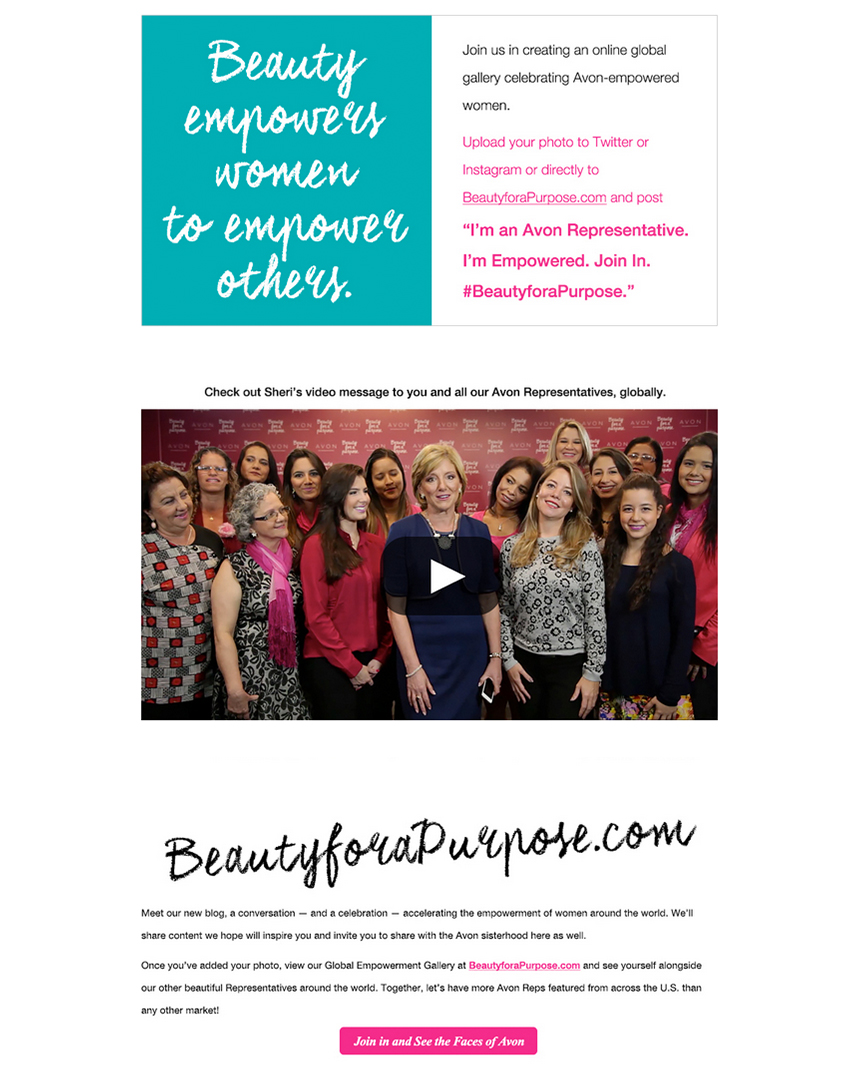 Beauty
empowers
women
to empower
others.
Join us in creating an online global
gallery celebrating Avon-empowered
women.
Upload your photo to Twitter or
Instagram or directly to
BeautyforaPurpose.com and post
“I’m an Avon Representative.
I’m Empowered. Join In.
#BeautyforaPurpose.”
Check out Sheri’s video message to you and all our Avon Representatives, globally.
BeautyforaPurpose.com
Meet our new blog, a conversation — and a celebration — accelerating the empowerment of women around the world. We’ll
share content we hope will inspire you and invite you to share with the Avon sisterhood here as well.
Once you’ve added your photo, view our Global Empowerment Gallery at BeautyforaPurpose.com and see yourself alongside
our other beautiful Representatives around the world. Together, let’s have more Avon Reps featured from across the U.S. than
any other market!
Join in and See the Faces of Avon